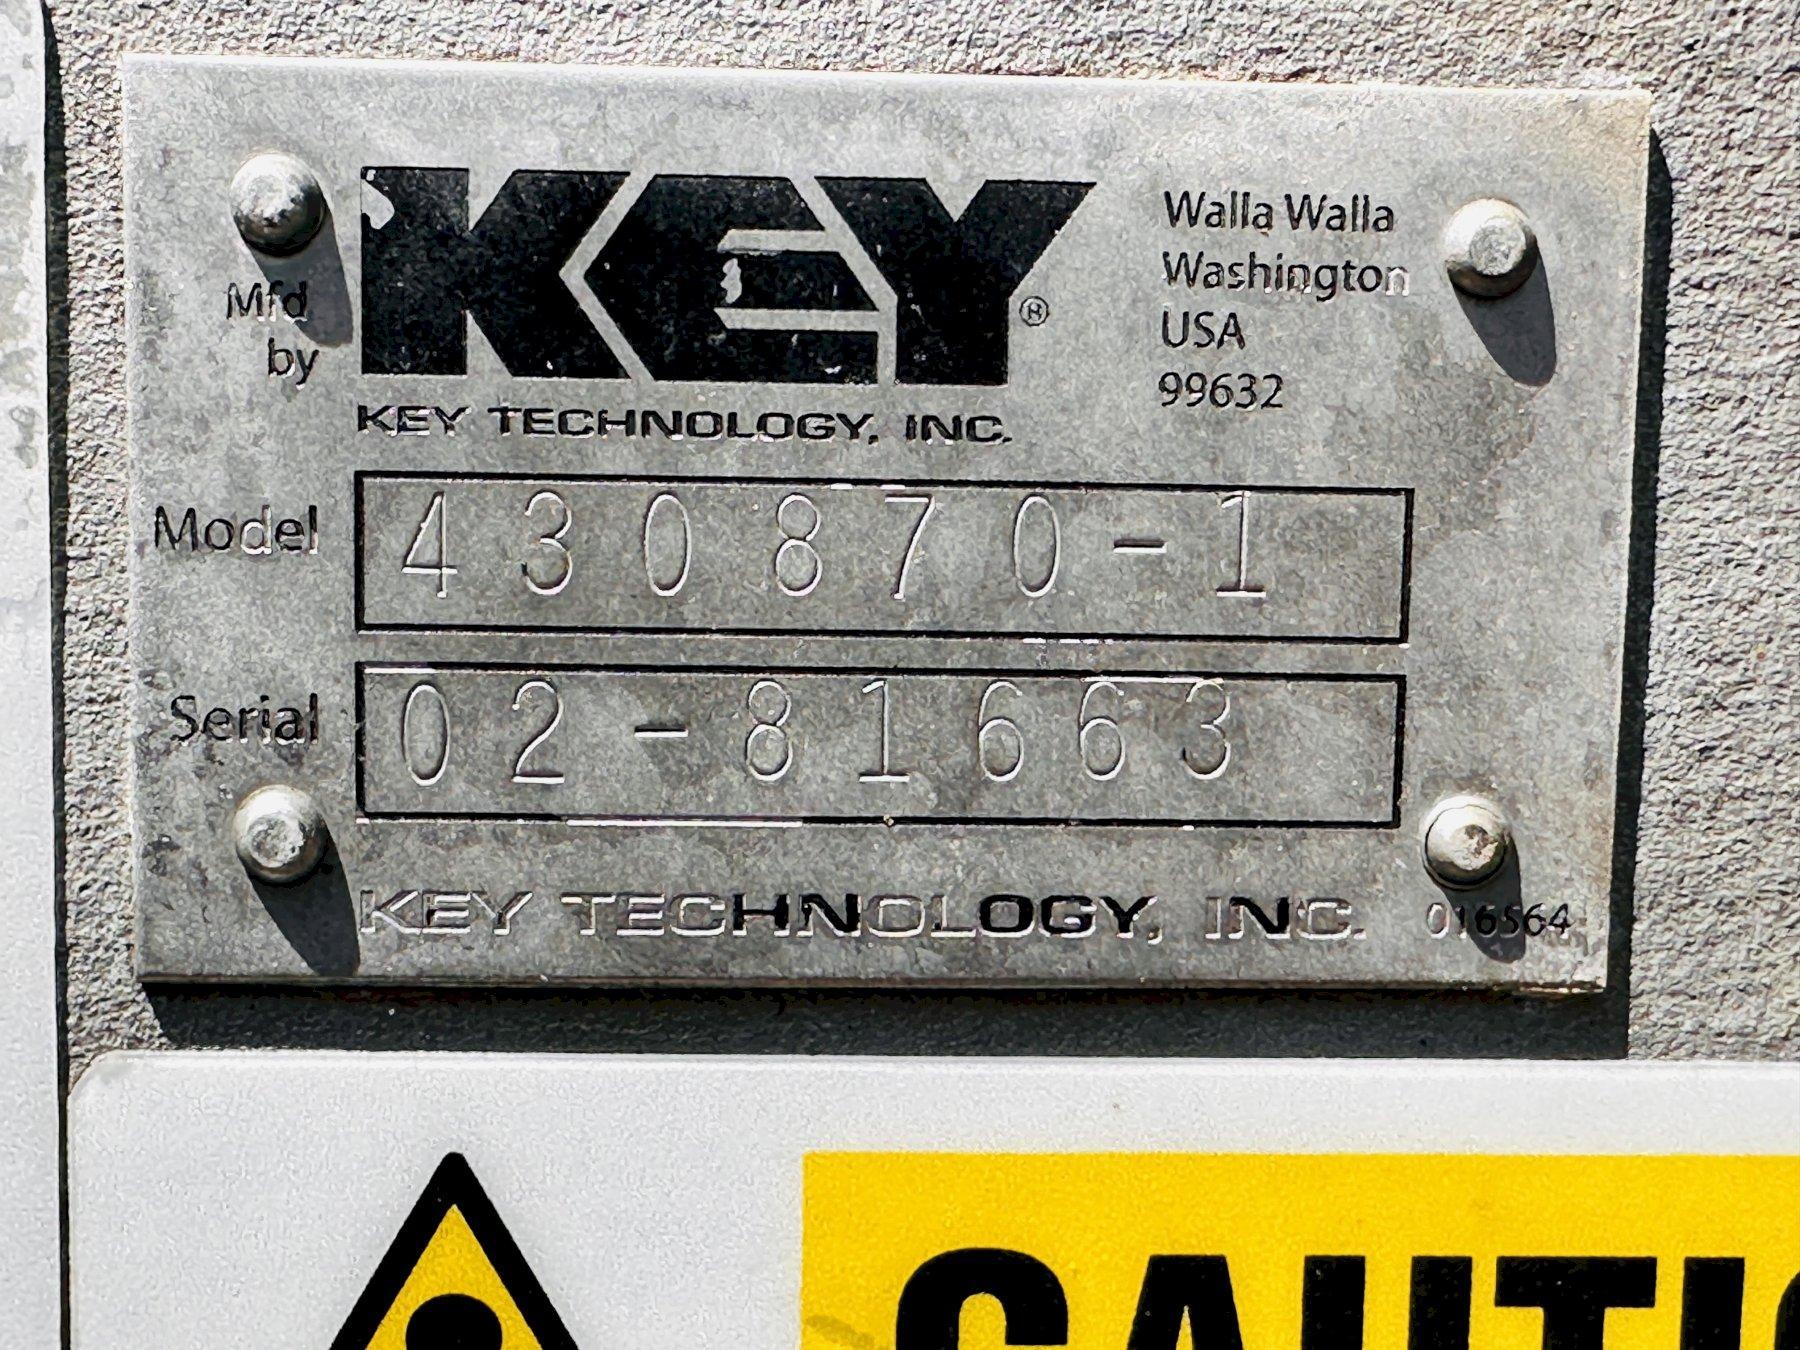 Mfd
by
KEY®
KEY TECHNOLOGY, INC.
Walla Walla
Washington
USA
99632
Model 430870-1
Serial 02-81663
KEY TECHNOLOGY, INC. 016564
CAUTIO